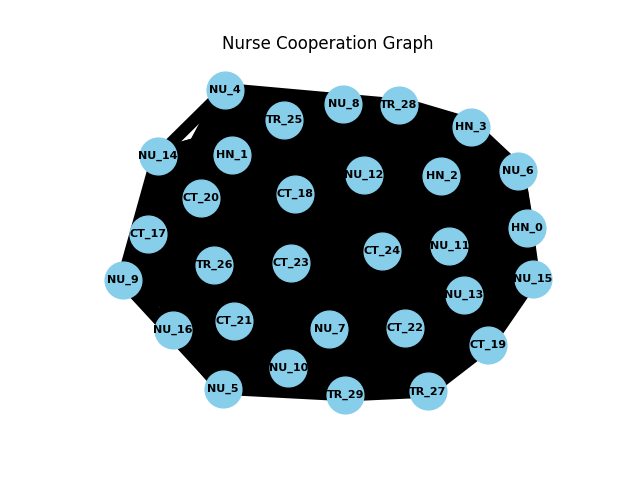 Nurse Cooperation Graph
NU_4
NU_8
TR_28
TR_25
HN_3
NU_14
HN_1
NU_6
NU_12
HN_2
CT_18
CT_20
HN_0
CT_17
NU_11
CT_24
CT_23
TR_26
NU_9
NU_15
NU_13
CT_21
NU_16
NU_7
CT_22
CT_19
NU_10
NU_5
TR_29
TR_27